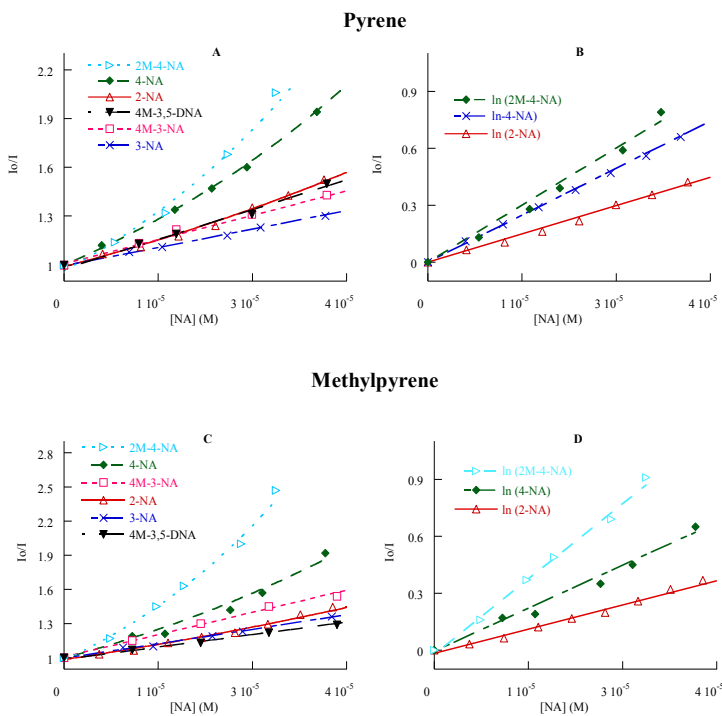 Pyrene
A
2M-4-NA
4-NA
2-NA
4M-3,5-DNA
4M-3-NA
3-NA
2.2
1.9
1.6
1.3
1
Io/I
0
1 10-5
3 10-5
4 10-5
[NA] (M)
B
ln (2M-4-NA)
ln-4-NA)
ln (2-NA)
0.9
0.6
0.3
0
Io/I
0
1 10-5
3 10-5
4 10-5
[NA] (M)
Methylpyrene
C
2M-4-NA
4-NA
4M-3-NA
2-NA
3-NA
4M-3,5-DNA
2.8
2.5
2.2
1.9
1.6
1.3
1
Io/I
0
1 10-5
3 10-5
4 10-5
[NA] (M)
D
ln (2M-4-NA)
ln (4-NA)
ln (2-NA)
0.9
0.6
0.3
0
Io/I
0
1 10-5
3 10-5
4 10-5
[NA] (M)